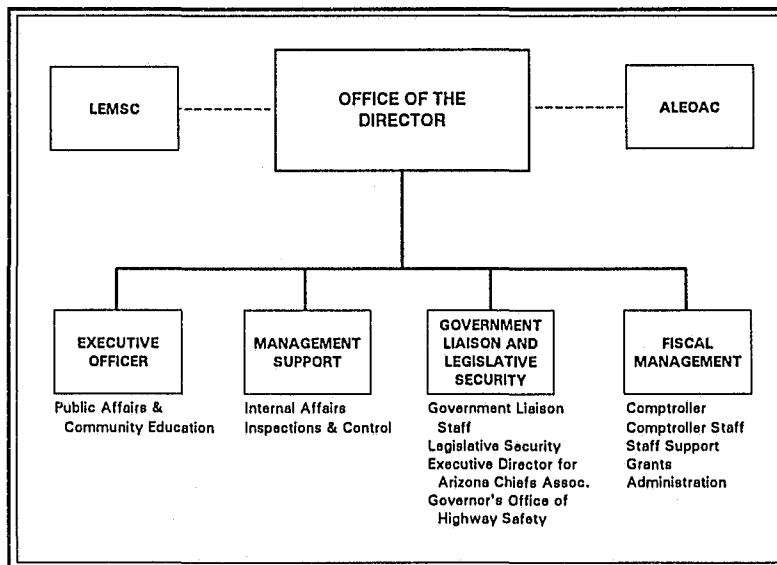 LEMSC
OFFICE OF THE
DIRECTOR
ALEOAC
EXECUTIVE
OFFICER
Public Affairs &
Community Education
MANAGEMENT
SUPPORT
Internal Affairs
Inspections & Control
GOVERNMENT
LIAISON AND
LEGISLATIVE
SECURITY
Government Liaison
Staff
Legislative Security
Executive Director for
Arizona Chiefs Assoc.
Governor's Office of
Highway Safety
FISCAL
MANAGEMENT
Comptroller
Comptroller Staff
Staff Support
Grants
Administration